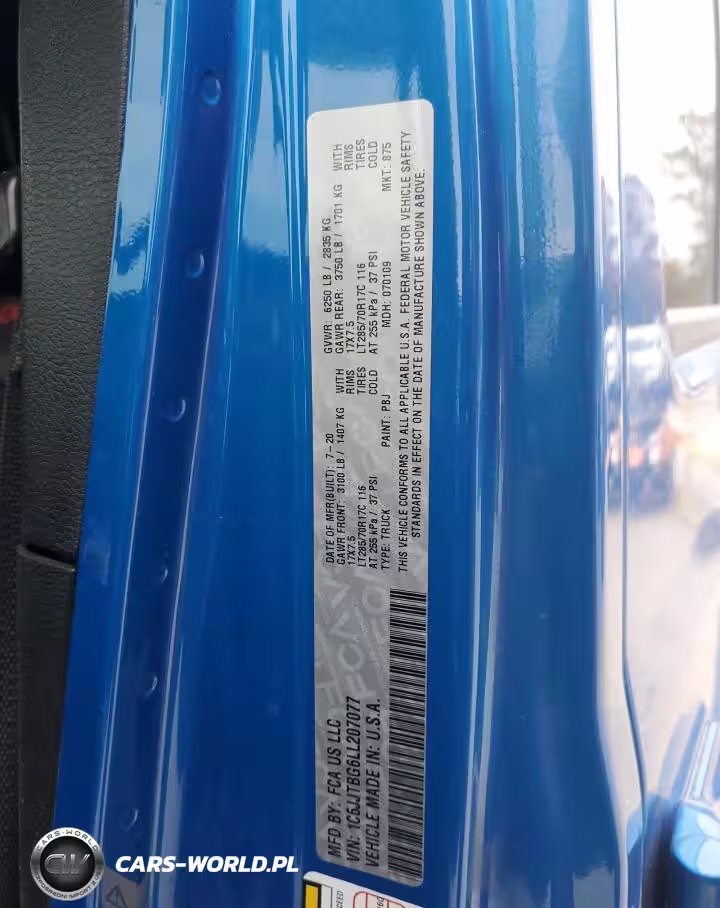 MFD BY: FCA US LLC
VIN: 1C6JJTBG6LL207077
VEHICLE MADE IN: U.S.A.
DATE OF MFR(BUILT): 7-20
GAWR FRONT: 3100 LB / 1407 KG WITH
17X7.5 RIMS
LT285/70R17C 116 TIRES
AT 255 kPa / 37 PSI COLD
TYPE: TRUCK PAINT: PBJ
GVWR: 6250 LB / 2835 KG
GAWR REAR: 3750 LB / 1701 KG WITH
17X7.5 RIMS
LT285/70R17C 116 TIRES
AT 255 kPa / 37 PSI COLD
MDH: 070109 MKT: 875
THIS VEHICLE CONFORMS TO ALL APPLICABLE U.S.A. FEDERAL MOTOR VEHICLE SAFETY
STANDARDS IN EFFECT ON THE DATE OF MANUFACTURE SHOWN ABOVE.
CARS-WORLD
CW
CARS-WORLD.PL